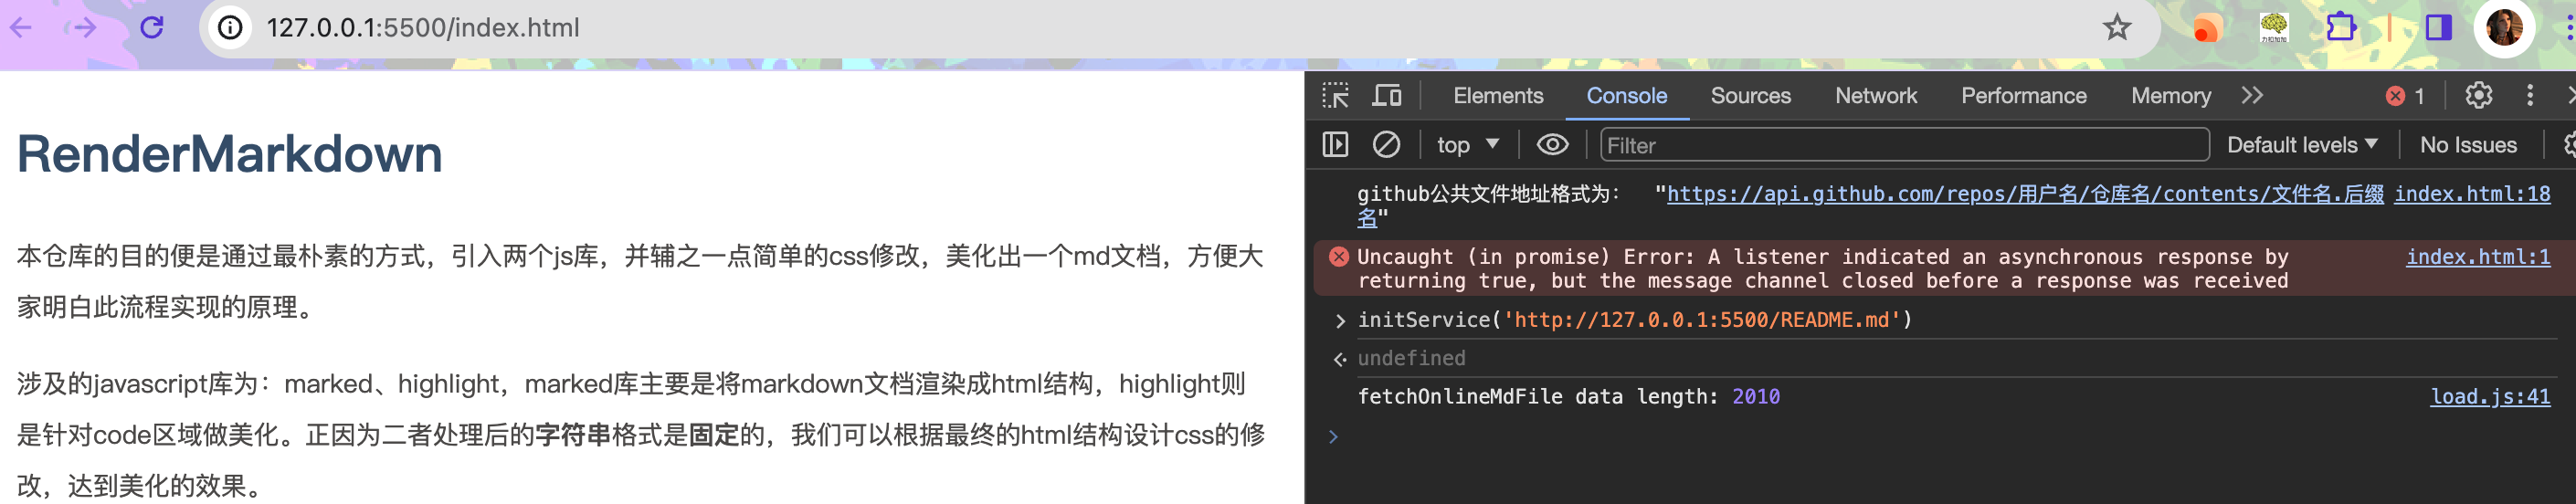 127.0.0.1:5500/index.html
RenderMarkdown
本仓库的目的便是通过最朴素的方式，引入两个js库，并辅之一点简单的css修改，美化出一个md文档，方便大
家明白此流程实现的原理。
涉及的javascript库为：marked、highlight，marked库主要是将markdown文档渲染成html结构，highlight则
是针对code区域做美化。正因为二者处理后的字符串格式是固定的，我们可以根据最终的html结构设计css的修
改，达到美化的效果。
Elements Console Sources Network Performance Memory 1
top Filter Default levels No Issues
github公共文件地址格式为： "https://api.github.com/repos/用户名/仓库名/contents/文件名.后缀 index.html:18
名"
Uncaught (in promise) Error: A listener indicated an asynchronous response by index.html:1
returning true, but the message channel closed before a response was received
initService('http://127.0.0.1:5500/README.md')
undefined
fetchOnlineMdFile data length: 2010 load.js:41